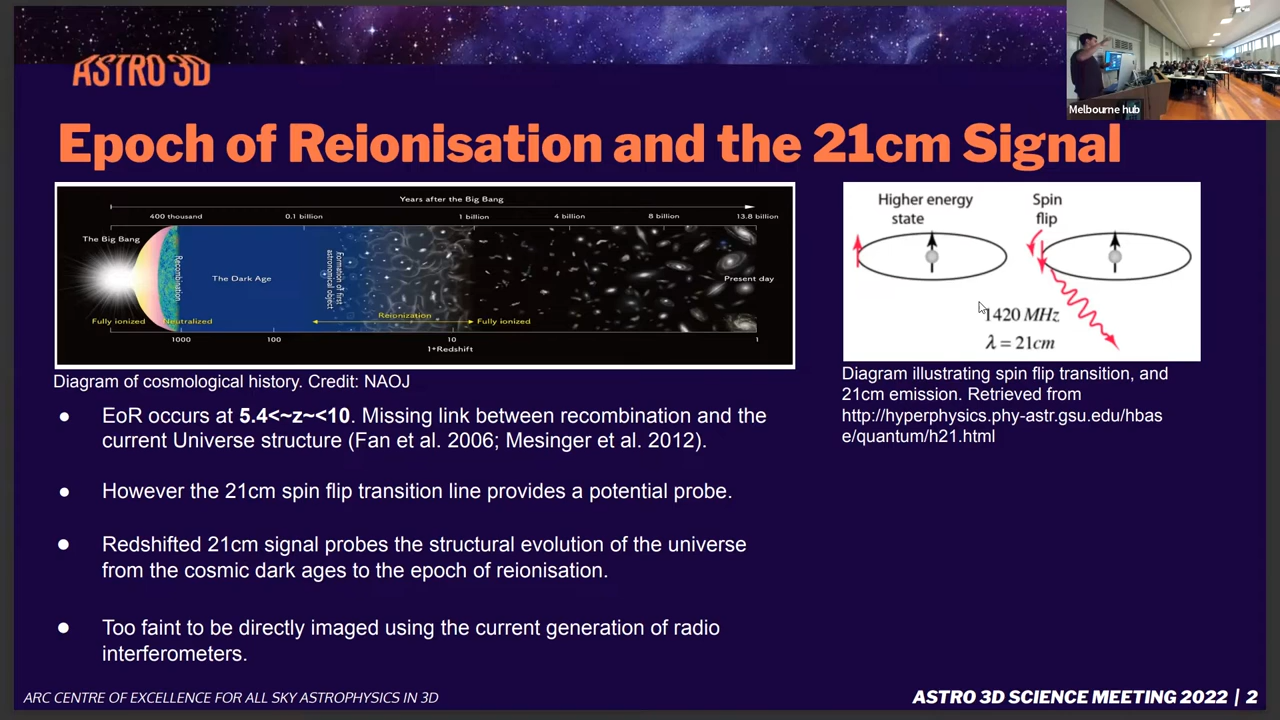 ASTRO 3D
Melbourne hub
Epoch of Reionisation and the 21cm Signal
Years after the Big Bang
400 thousand 0.1 billion 1 billion 4 billion 8 billion 13.8 billion
The Big Bang
Recombination
The Dark Age
Formation of first
astronomical object
Present day
Fully ionized
Neutralized
Reionization
Fully ionized
1000 100 10 1
1+Redshift
Diagram of cosmological history. Credit: NAOJ
Higher energy
state
Spin
flip
1420 MHz
λ = 21cm
Diagram illustrating spin flip transition, and
21cm emission. Retrieved from
http://hyperphysics.phy-astr.gsu.edu/hbas
e/quantum/h21.html
● EoR occurs at 5.4<~z~<10. Missing link between recombination and the
current Universe structure (Fan et al. 2006; Mesinger et al. 2012).
● However the 21cm spin flip transition line provides a potential probe.
● Redshifted 21cm signal probes the structural evolution of the universe
from the cosmic dark ages to the epoch of reionisation.
● Too faint to be directly imaged using the current generation of radio
interferometers.
ARC CENTRE OF EXCELLENCE FOR ALL SKY ASTROPHYSICS IN 3D
ASTRO 3D SCIENCE MEETING 2022 | 2